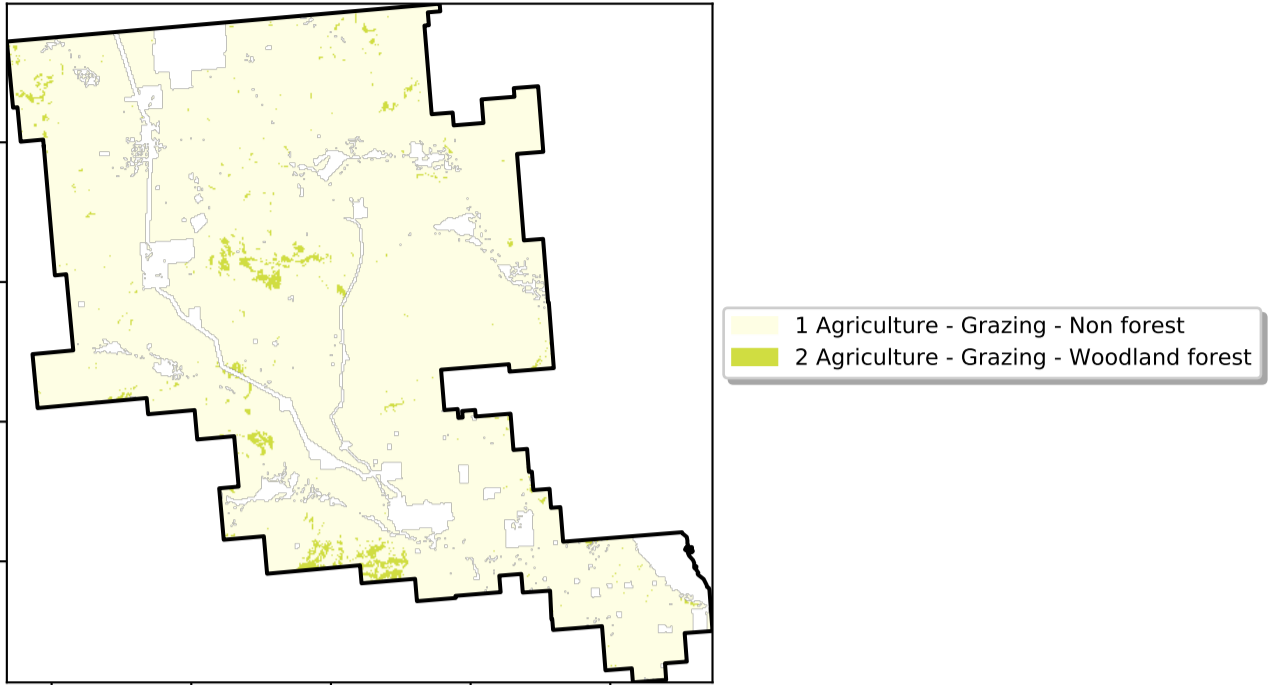 1 Agriculture - Grazing - Non forest
2 Agriculture - Grazing - Woodland forest